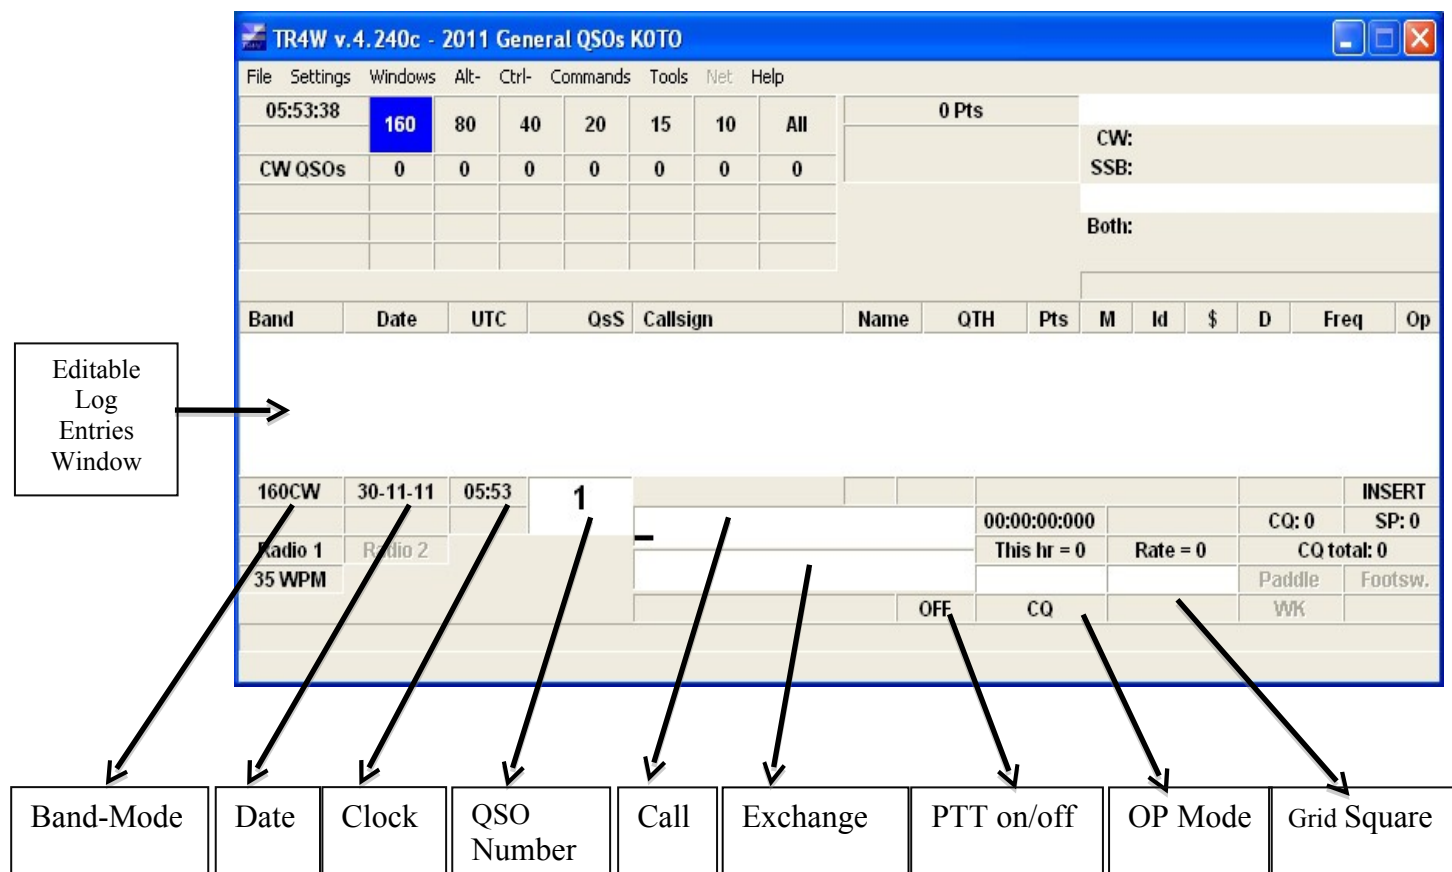 TR4W v.4.240c - 2011 General QSOs K0TO
File Settings Windows Alt- Ctrl- Commands Tools Net Help
05:53:38 160 80 40 20 15 10 All 0 Pts
CW:
CW QSOs 0 0 0 0 0 0 0 SSB:
Both:
Band Date UTC QsS Callsign Name QTH Pts M Id $ D Freq Op
Editable
Log
Entries
Window
160CW 30-11-11 05:53 1 INSERT
00:00:00:000 CQ: 0 SP: 0
Radio 1 Radio 2 This hr = 0 Rate = 0 CQ total: 0
35 WPM Paddle Footsw.
OFF CQ WK
Band-Mode Date Clock QSO Call Exchange PTT on/off OP Mode Grid Square
Number